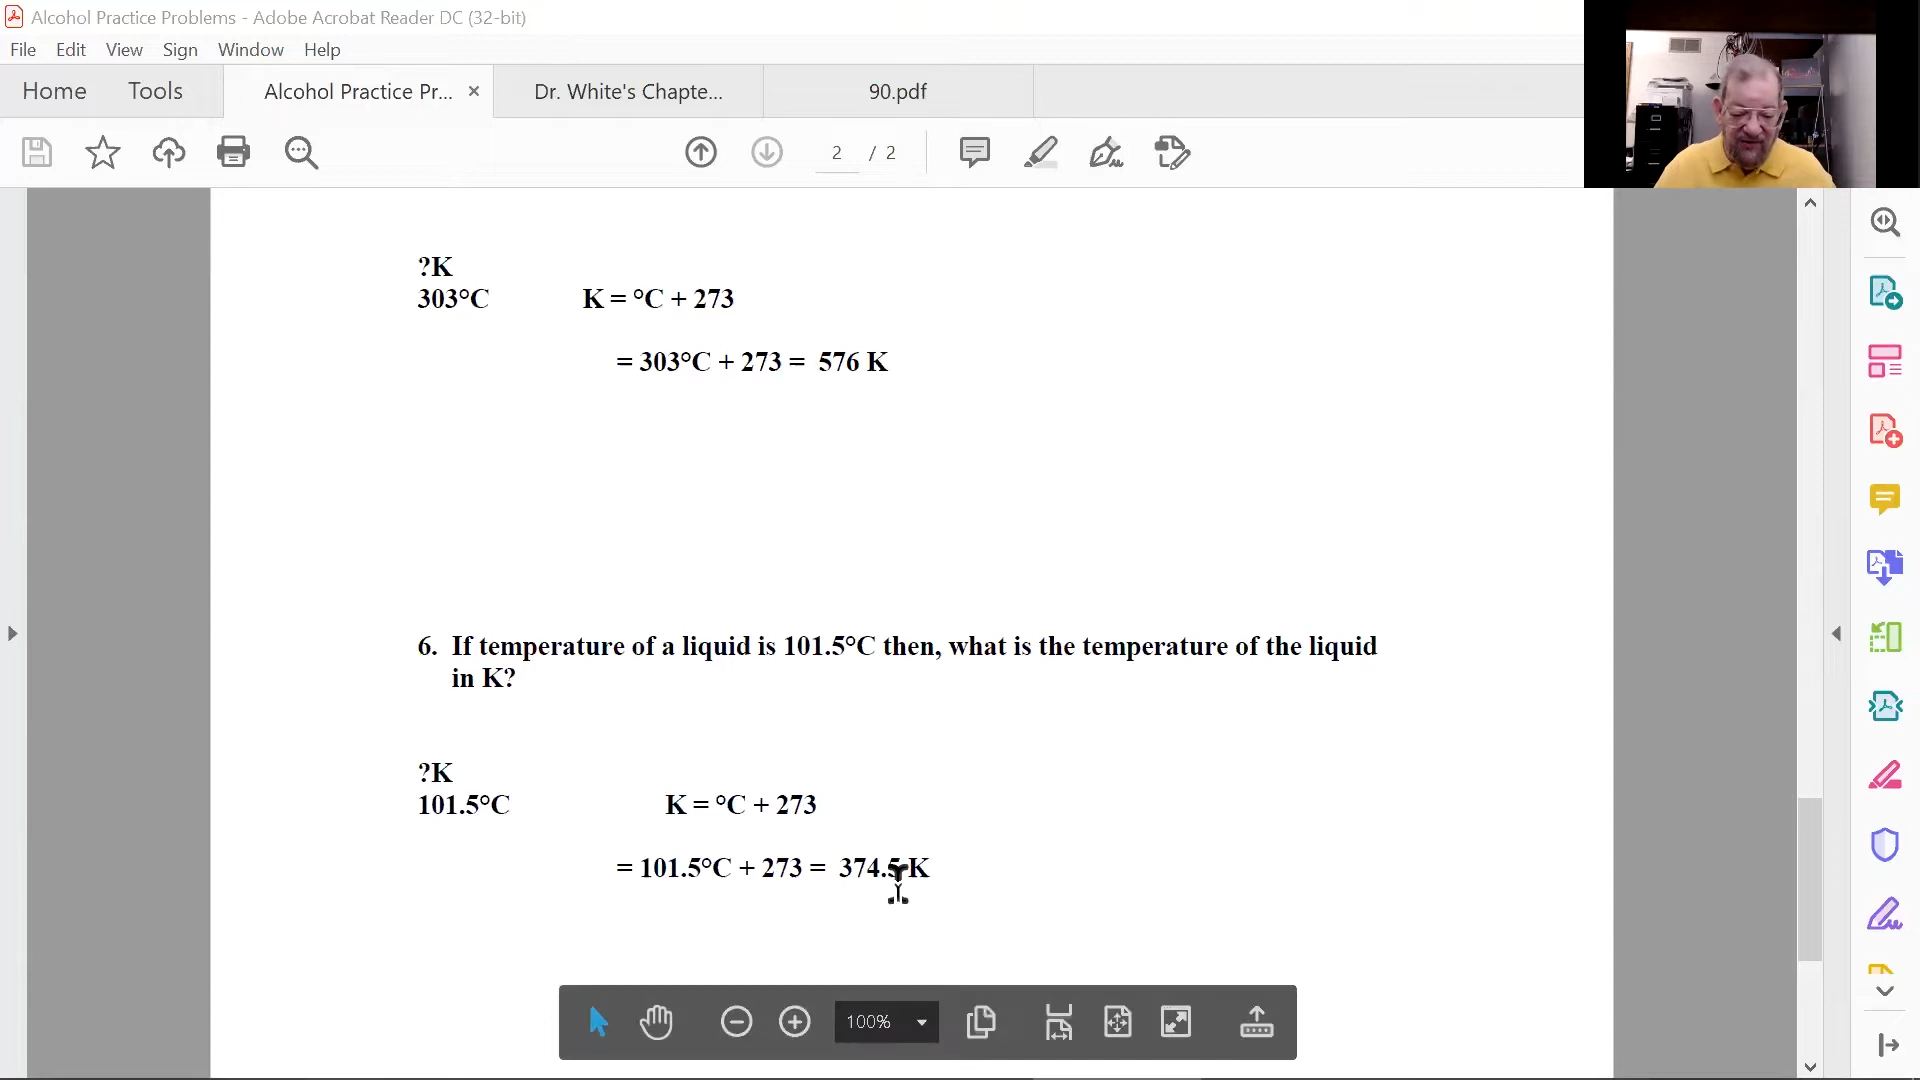 Alcohol Practice Problems - Adobe Acrobat Reader DC (32-bit)
File Edit View Sign Window Help
Home Tools Alcohol Practice Pr... × Dr. White's Chapte... 90.pdf
2 / 2
?K
303°C K = °C + 273
= 303°C + 273 = 576 K
6. If temperature of a liquid is 101.5°C then, what is the temperature of the liquid
in K?
?K
101.5°C K = °C + 273
= 101.5°C + 273 = 374.5 K
100%